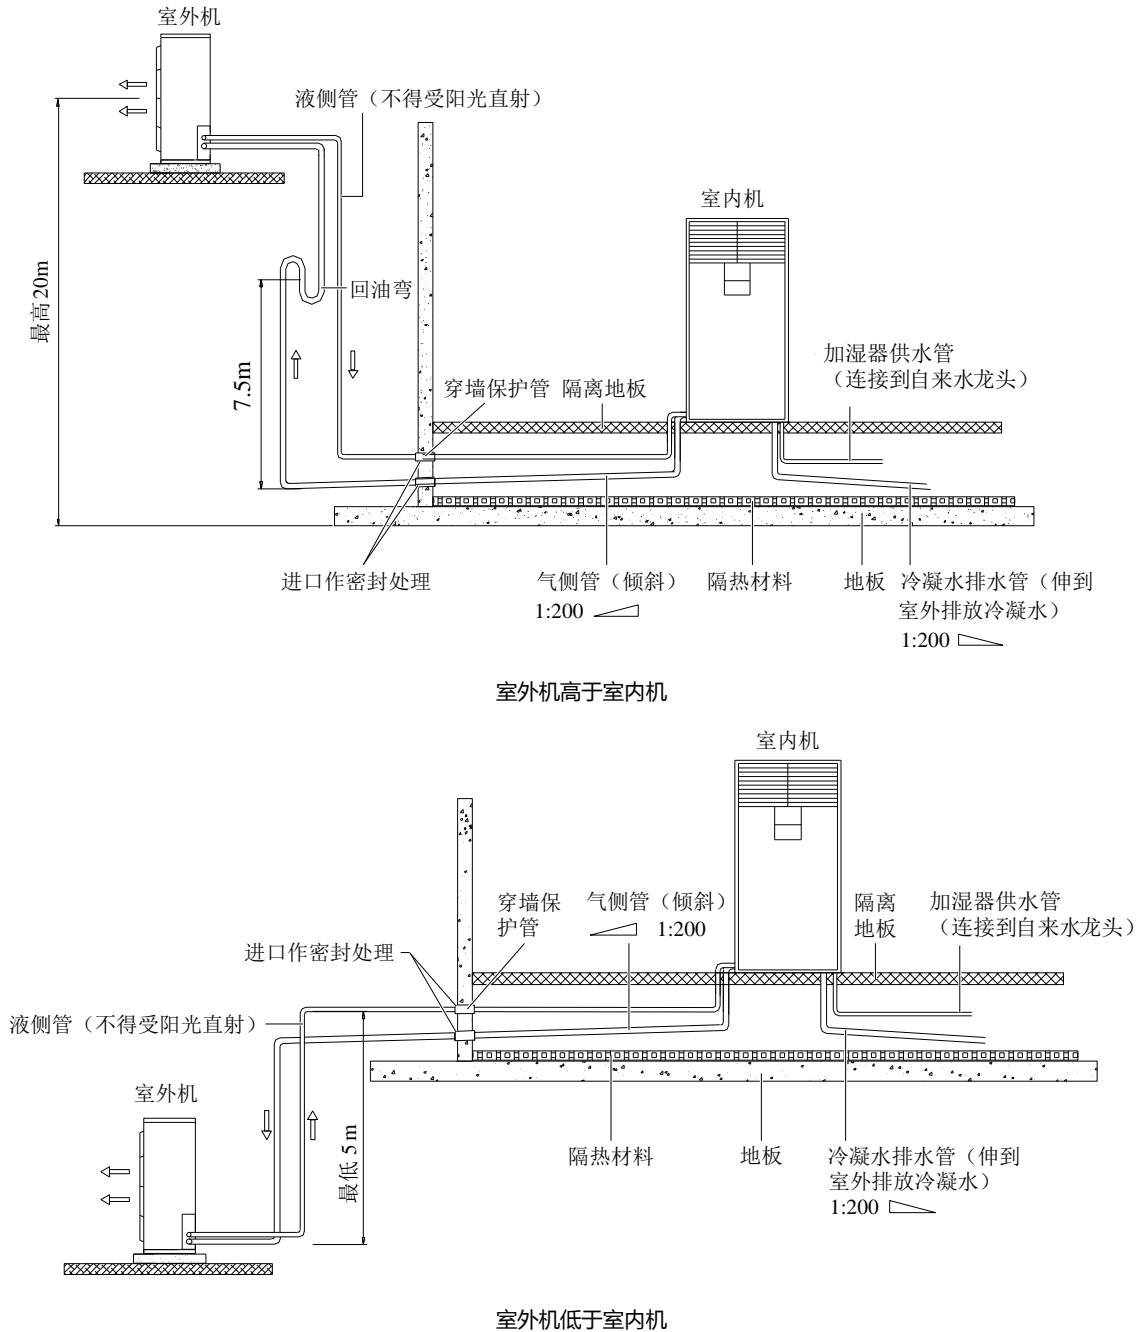 室外机
液侧管（不得受阳光直射）
室内机
最高20m
回油弯
7.5m
加湿器供水管
（连接到自来水龙头）
穿墙保护管
隔离地板
进口作密封处理
气侧管（倾斜）
1:200
隔热材料
地板
冷凝水排水管（伸到
室外排放冷凝水）
1:200
室外机高于室内机
室内机
穿墙保
护管
气侧管（倾斜）
1:200
隔离
地板
加湿器供水管
（连接到自来水龙头）
进口作密封处理
液侧管（不得受阳光直射）
室外机
最低 5 m
隔热材料
地板
冷凝水排水管（伸到
室外排放冷凝水）
1:200
室外机低于室内机